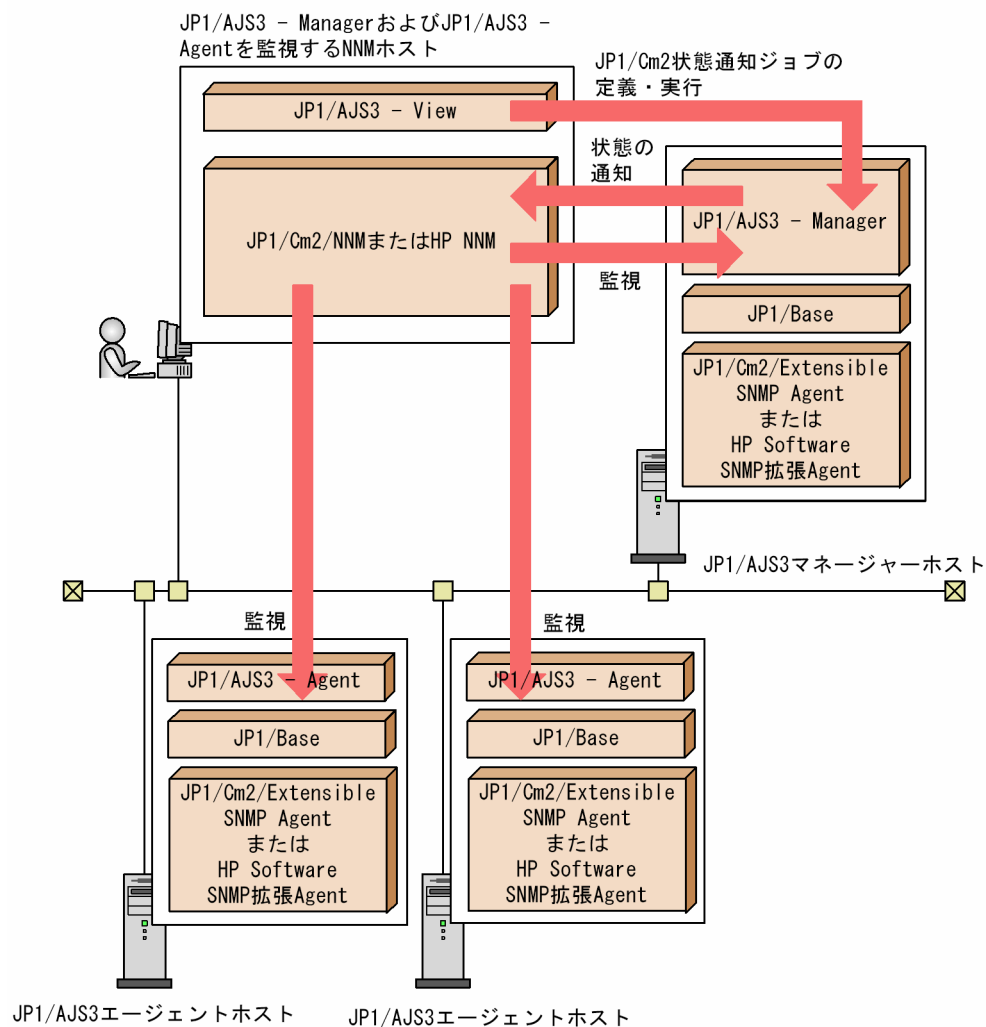 JP1/AJS3 - ManagerおよびJP1/AJS3 -
Agentを監視するNNMホスト
JP1/Cm2状態通知ジョブの
定義・実行
JP1/AJS3 - View
状態の
通知
JP1/AJS3 - Manager
JP1/Cm2/NNMまたはHP NNM
監視
JP1/Base
JP1/Cm2/Extensible
SNMP Agent
または
HP Software
SNMP拡張Agent
JP1/AJS3マネージャーホスト
監視
JP1/AJS3 - Agent
JP1/Base
JP1/Cm2/Extensible
SNMP Agent
または
HP Software
SNMP拡張Agent
JP1/AJS3エージェントホスト
監視
JP1/AJS3 - Agent
JP1/Base
JP1/Cm2/Extensible
SNMP Agent
または
HP Software
SNMP拡張Agent
JP1/AJS3エージェントホスト